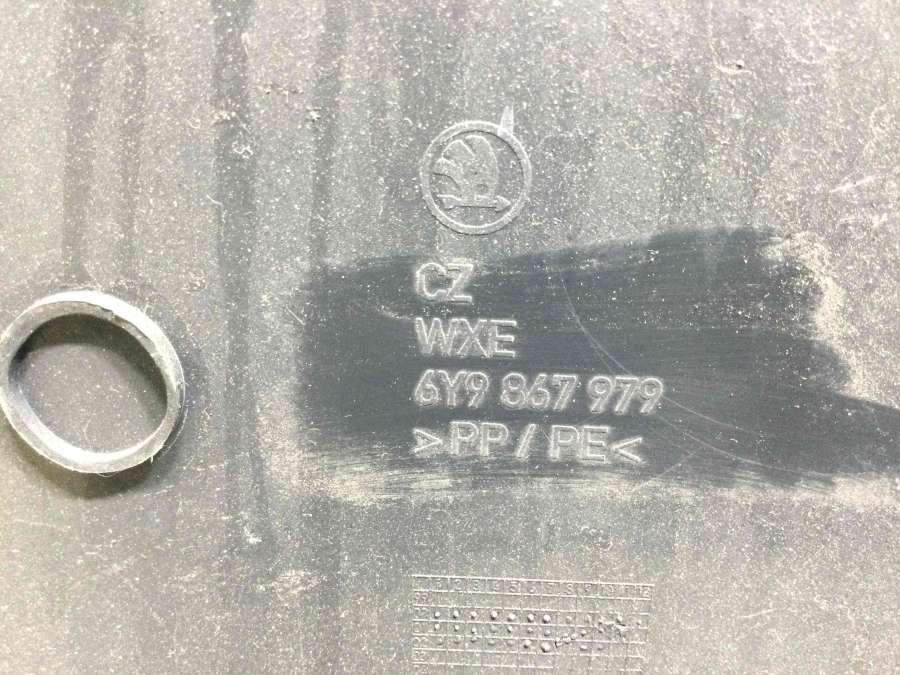 CZ
WXE
6Y9 867 979
>PP/PE<